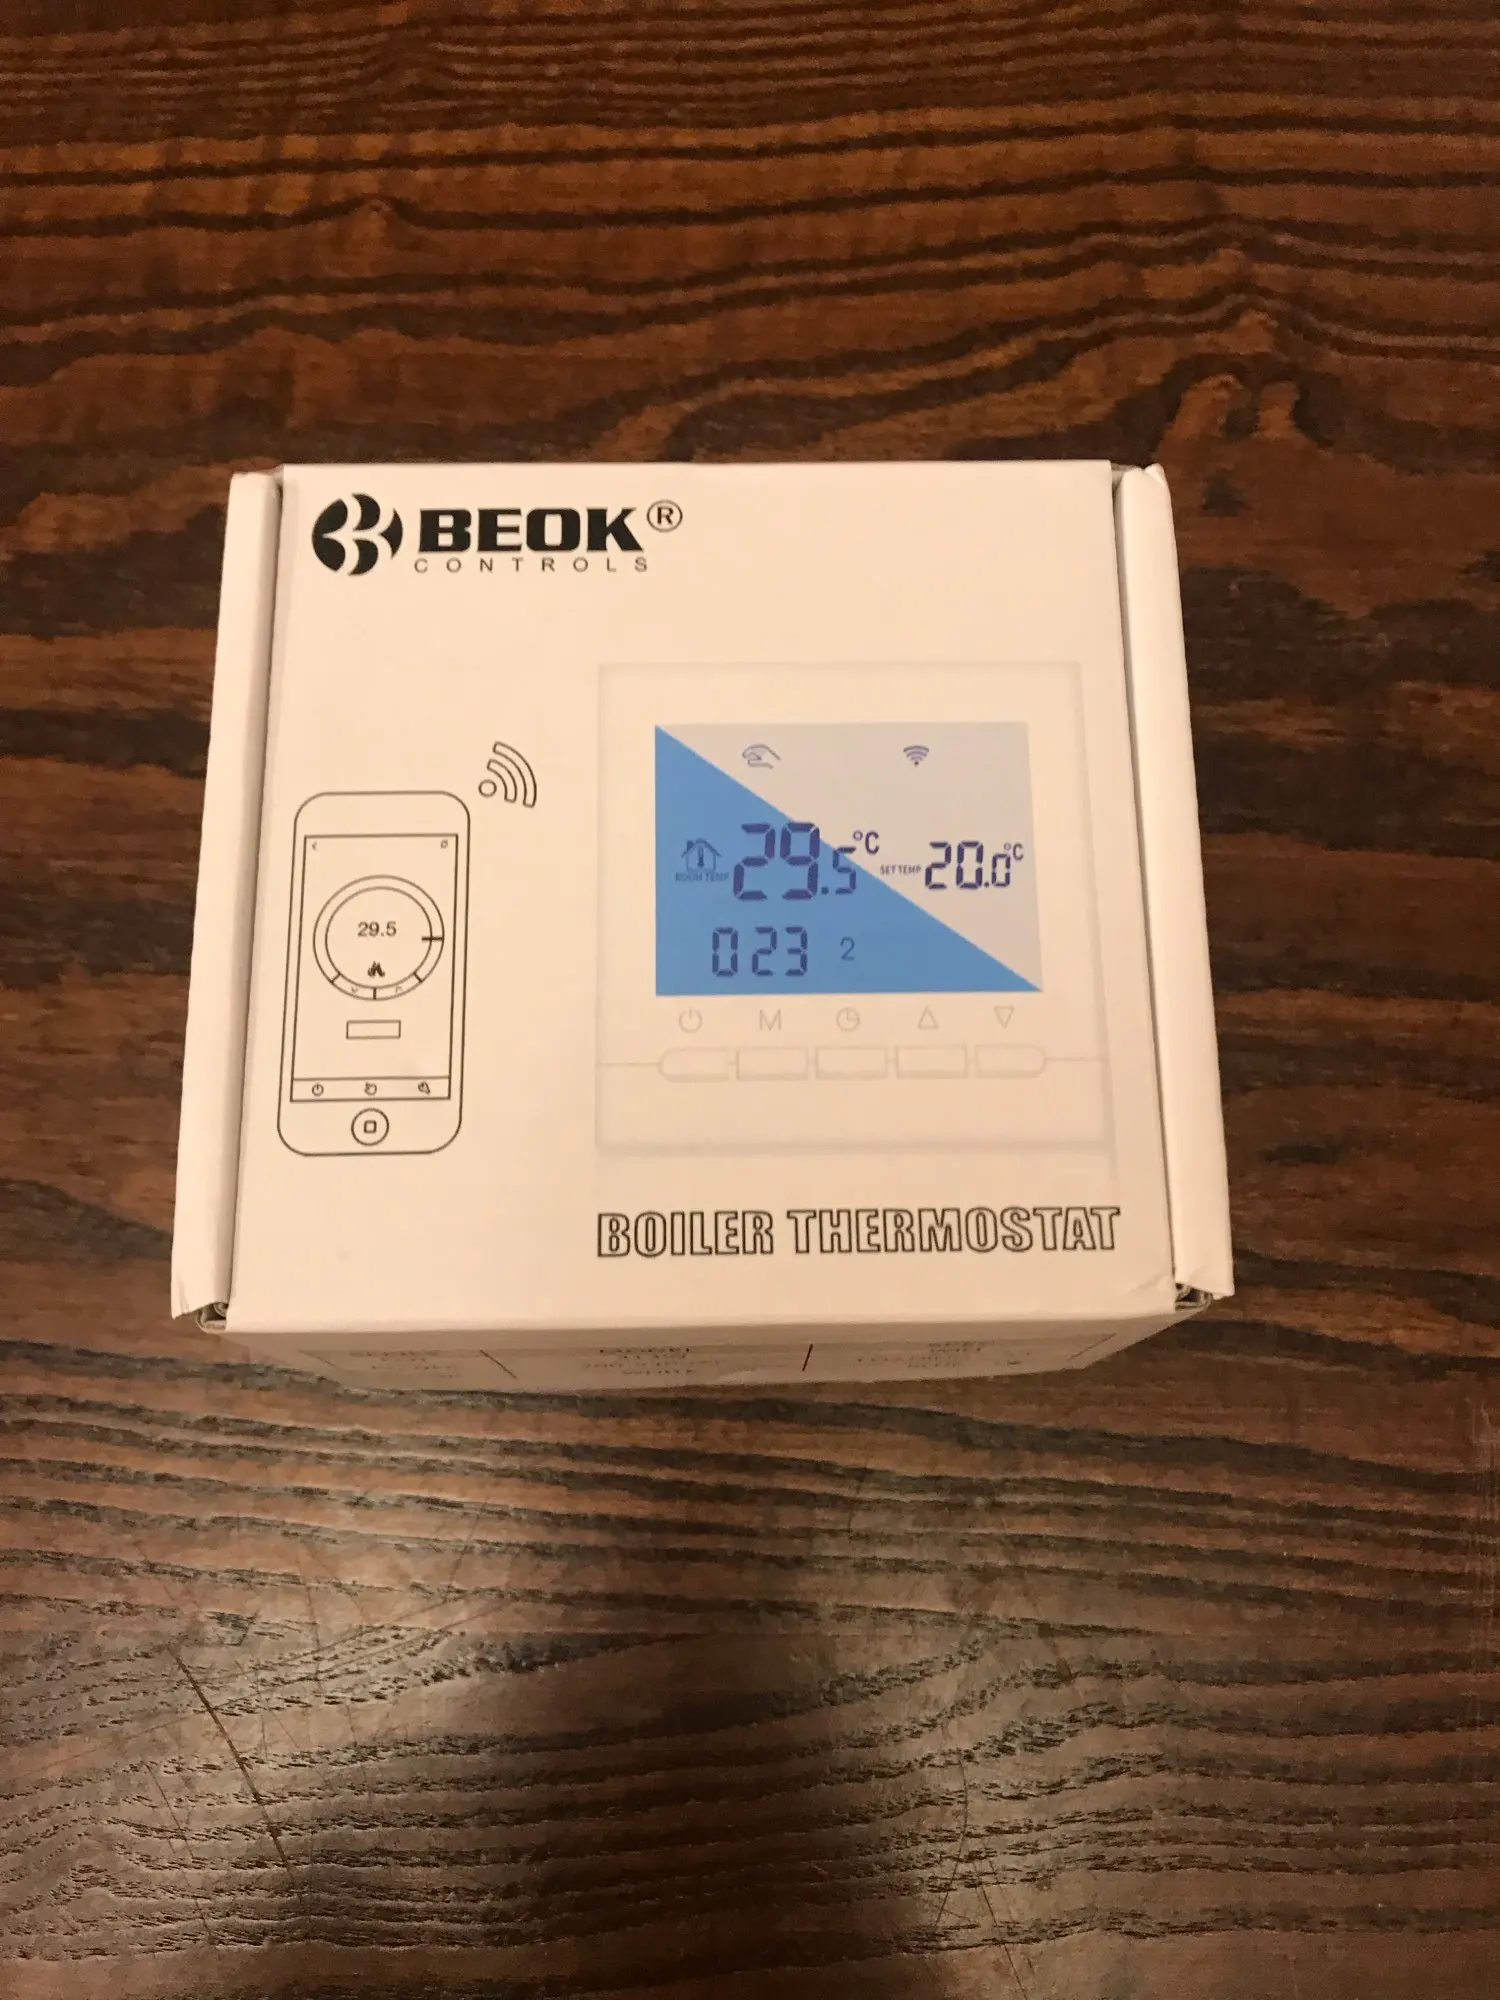 BEOK®
CONTROLS
29.5
ROOM TEMP
29.5°C
SET TEMP
20.0°C
023 2
M
BOILER THERMOSTAT